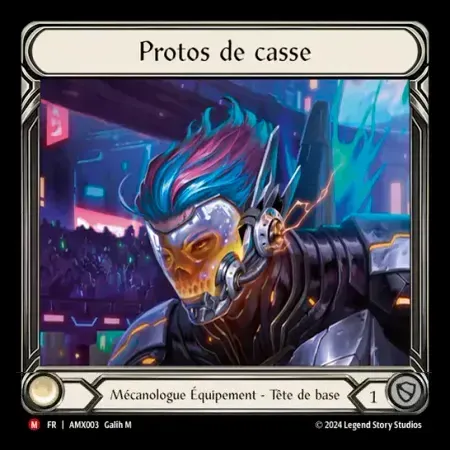 Protos de casse
Mécanologue Équipement - Tête de base
1
M FR | AMX003 Galih M
© 2024 Legend Story Studios